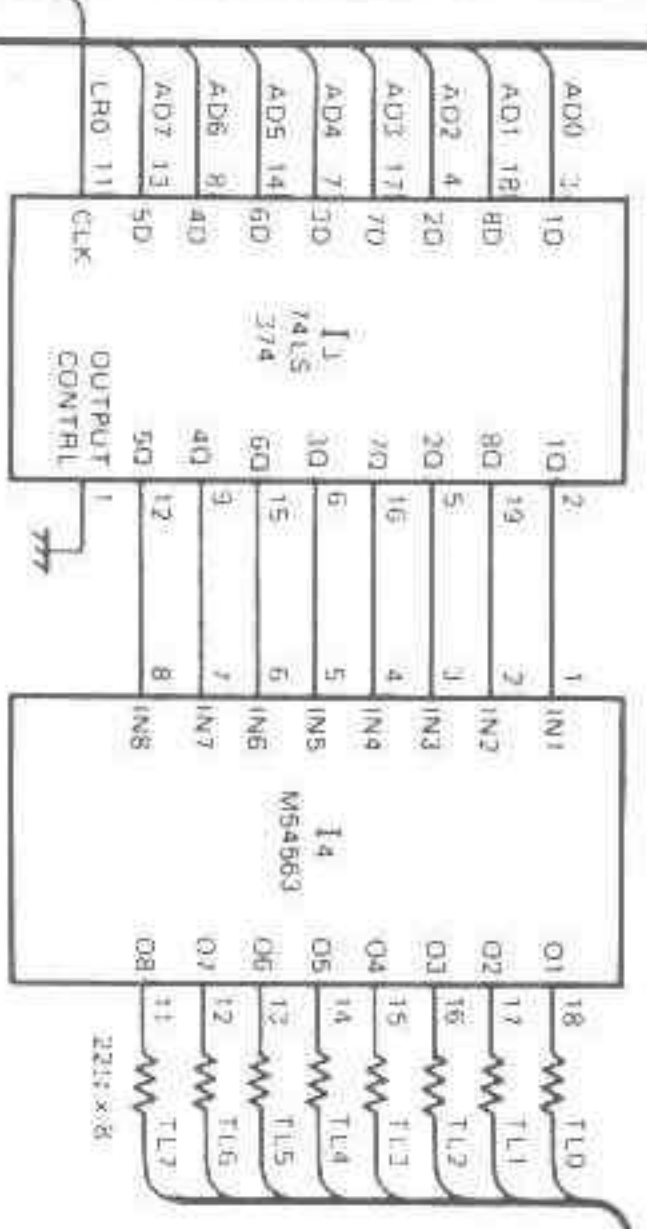 AD0 3 1D 1Q 2 1 IN1 O1 18 TL0
AD1 18 8D 8Q 19 2 IN2 O2 17 TL1
AD2 4 2D 2Q 5 3 IN3 O3 16 TL2
AD3 17 7D 7Q 16 4 IN4 O4 15 TL3
AD4 7 3D 3Q 6 5 IN5 O5 14 TL4
AD5 14 6D 6Q 15 6 IN6 O6 13 TL5
AD6 8 4D 4Q 9 7 IN7 O7 12 TL6
AD7 13 5D 5Q 12 8 IN8 O8 11 TL7
LR0 11 CLK
OUTPUT
CONTRL 1
I3
74LS
374
I4
M54563
x 8